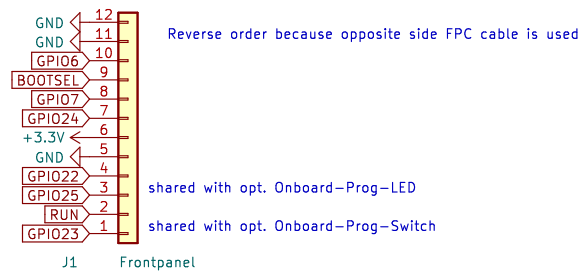 GND 12
Reverse order because opposite side FPC cable is used
GND 11
GPIO6 10
BOOTSEL 9
GPIO7 8
GPIO24 7
+3.3V 6
GND 5
GPIO22 4
shared with opt. Onboard-Prog-LED
GPIO25 3
RUN 2
shared with opt. Onboard-Prog-Switch
GPIO23 1
J1 Frontpanel